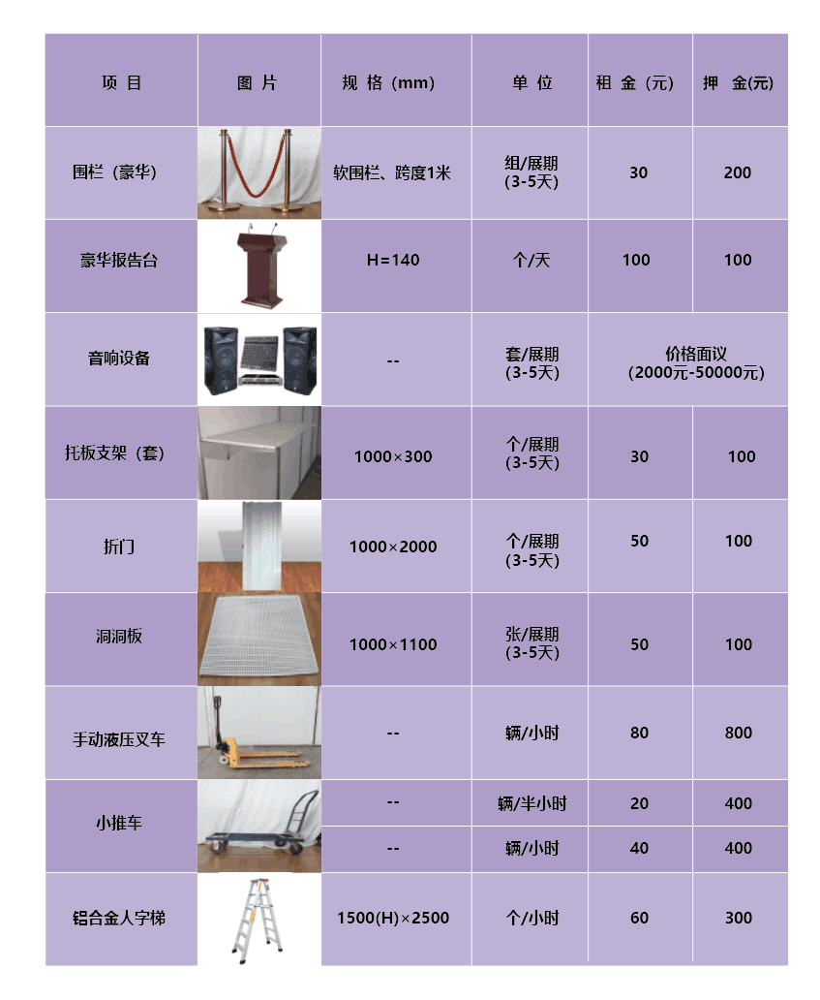 项 目 图 片 规 格 (mm) 单 位 租 金 (元) 押 金(元)
围栏（豪华） 软围栏、跨度1米 组/展期 30 200
(3-5天)
豪华报告台 H=140 个/天 100 100
音响设备 -- 套/展期 价格面议
(3-5天) (2000元-50000元)
托板支架（套） 1000×300 个/展期 30 100
(3-5天)
折门 1000×2000 个/展期 50 100
(3-5天)
洞洞板 1000×1100 张/展期 50 100
(3-5天)
手动液压叉车 -- 辆/小时 80 800
小推车 -- 辆/半小时 20 400
-- 辆/小时 40 400
铝合金人字梯 1500(H)×2500 个/小时 60 300